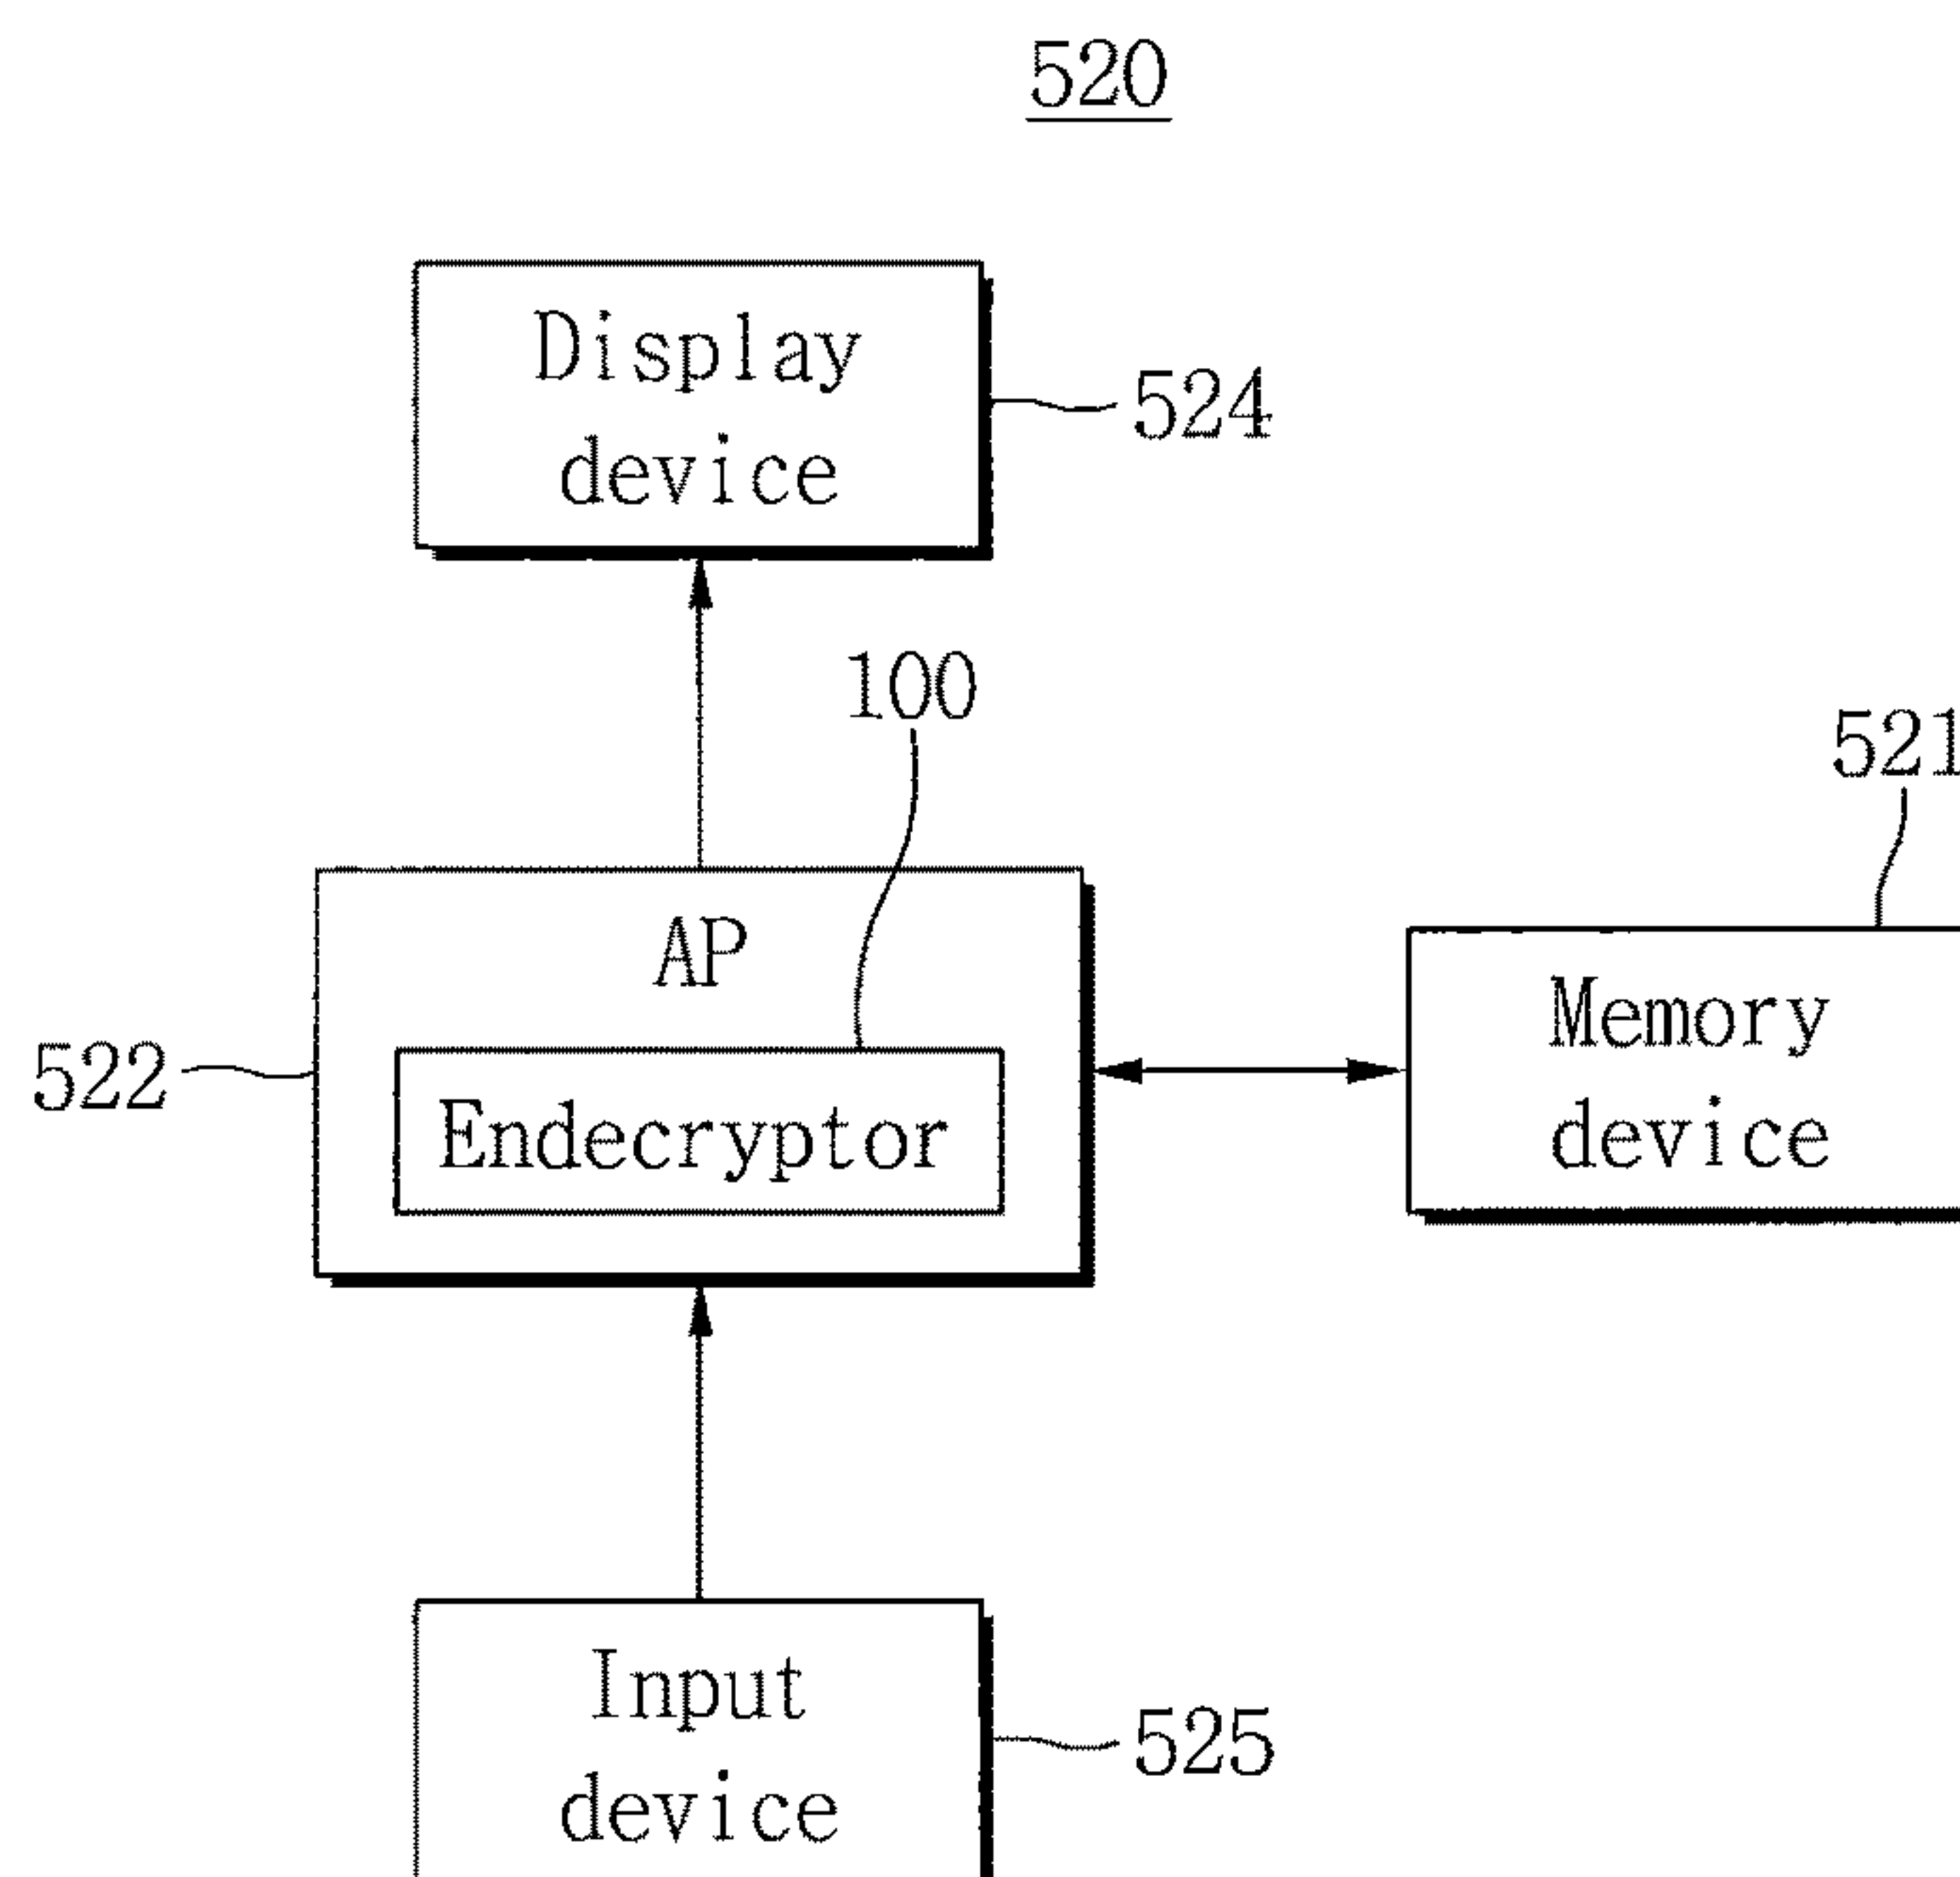 520
Display
device
524
100
521
AP
522
Endecryptor
Memory
device
Input
device
525